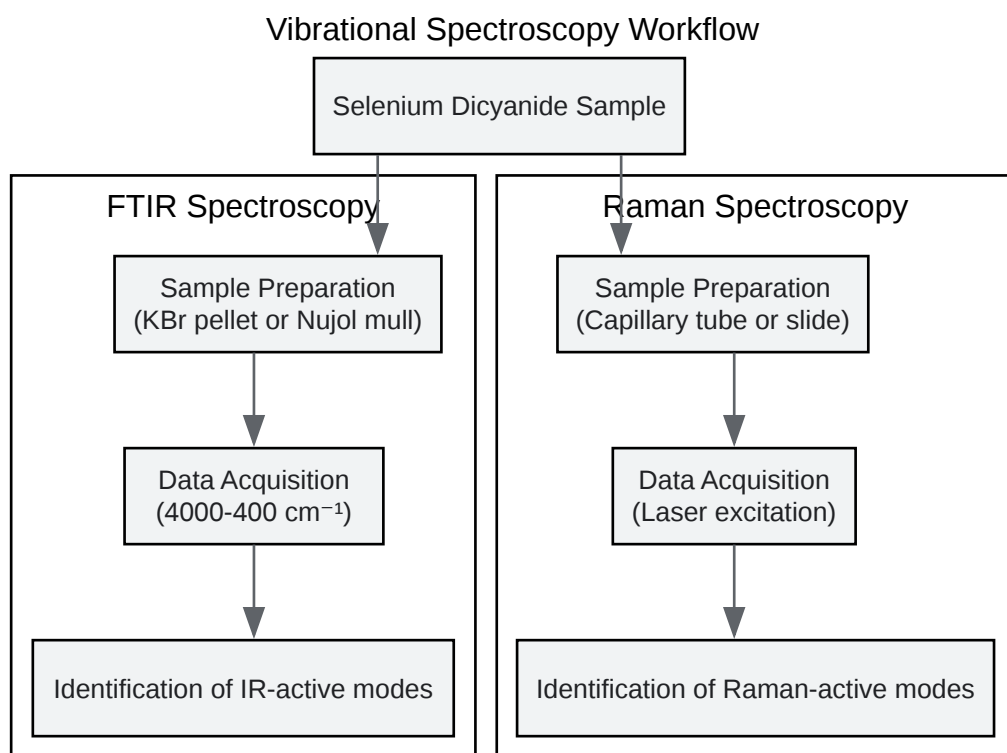 Vibrational Spectroscopy Workflow
Selenium Dicyanide Sample
FTIR Spectroscopy
Sample Preparation
(KBr pellet or Nujol mull)
Data Acquisition
(4000-400 cm⁻¹)
Identification of IR-active modes
Raman Spectroscopy
Sample Preparation
(Capillary tube or slide)
Data Acquisition
(Laser excitation)
Identification of Raman-active modes